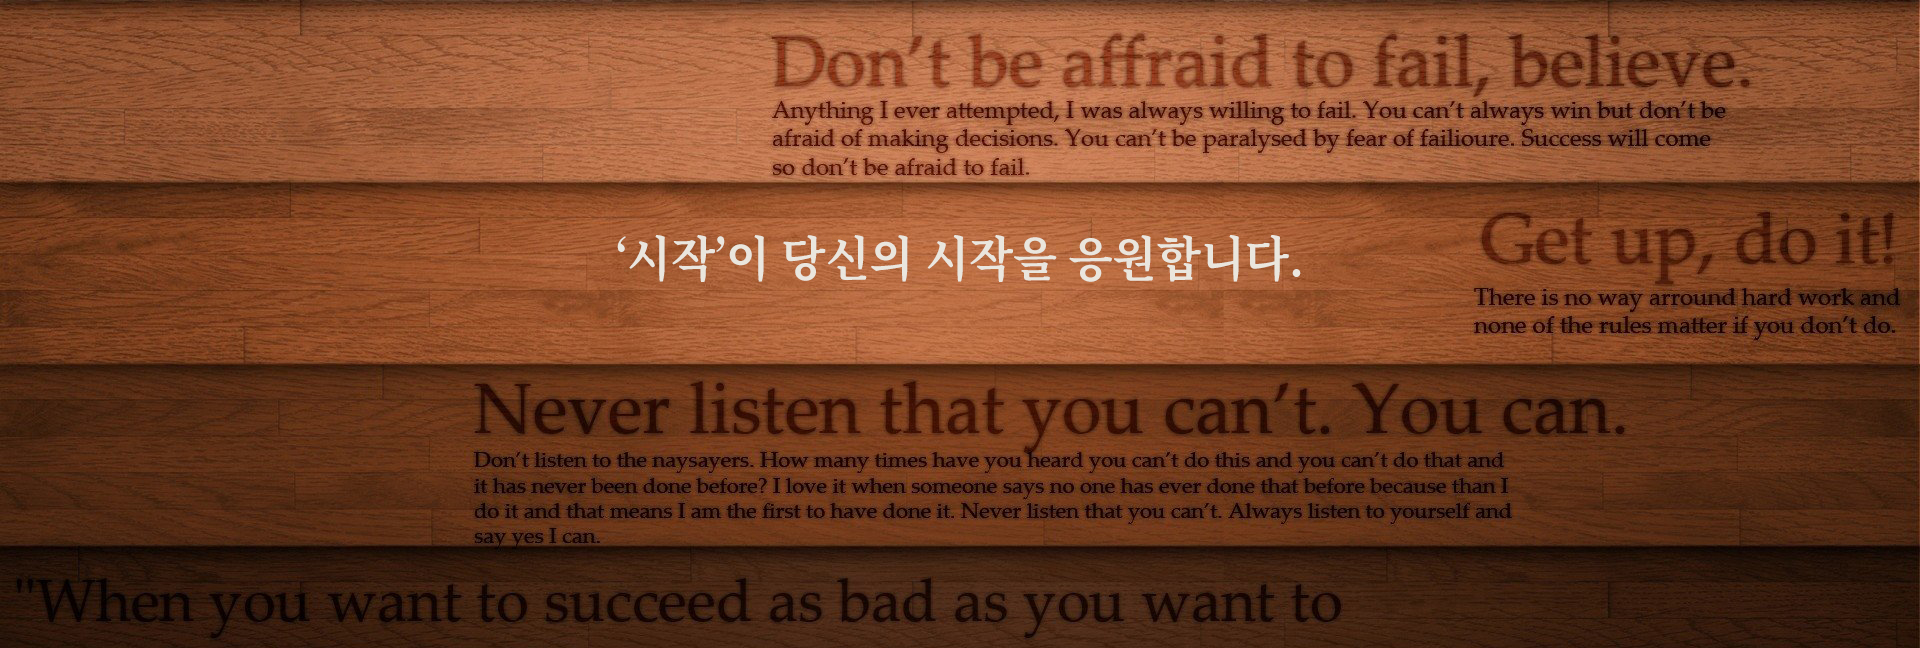 Don't be affraid to fail, believe.
Anything I ever attempted, I was always willing to fail. You can't always win but don't be
afraid of making decisions. You can't be paralysed by fear of failioure. Success will come
so don't be afraid to fail.
‘시작’이 당신의 시작을 응원합니다.
Get up, do it!
There is no way arround hard work and
none of the rules matter if you don't do.
Never listen that you can't. You can.
Don't listen to the naysayers. How many times have you heard you can't do this and you can't do that and
it has never been done before? I love it when someone says no one has ever done that before because than I
do it and that means I am the first to have done it. Never listen that you can't. Always listen to yourself and
say yes I can.
"When you want to succeed as bad as you want to